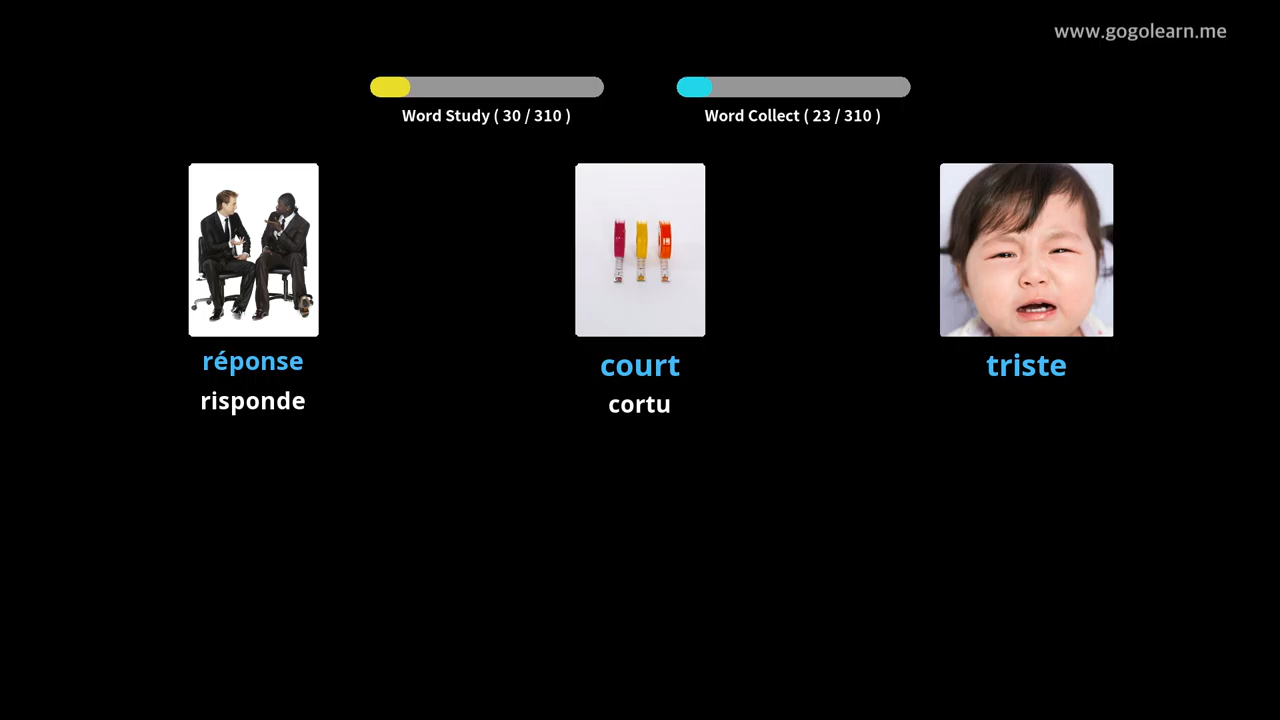 www.gogolearn.me
Word Study ( 30 / 310 )
Word Collect ( 23 / 310 )
réponse
court
triste
risponde
cortu